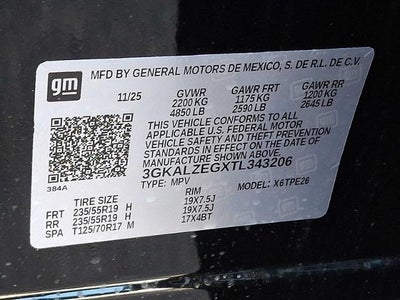 gm
MFD BY GENERAL MOTORS DE MEXICO, S. DE R.L. DE C.V.
11/25 GVWR GAWR FRT GAWR RR
2200 KG 1175 KG 1200 KG
4850 LB 2590 LB 2645 LB
THIS VEHICLE CONFORMS TO ALL
APPLICABLE U.S. FEDERAL MOTOR
VEHICLE SAFETY AND THEFT PREVENTION
STANDARDS IN EFFECT ON THE DATE OF
MANUFACTURE SHOWN ABOVE.
3GKALZEGXTL343206
384A TYPE: MPV MODEL: X6TPE26
TIRE SIZE RIM
FRT 235/55R19 H 19X7.5J
RR 235/55R19 H 19X7.5J
SPA T125/70R17 M 17X4BT